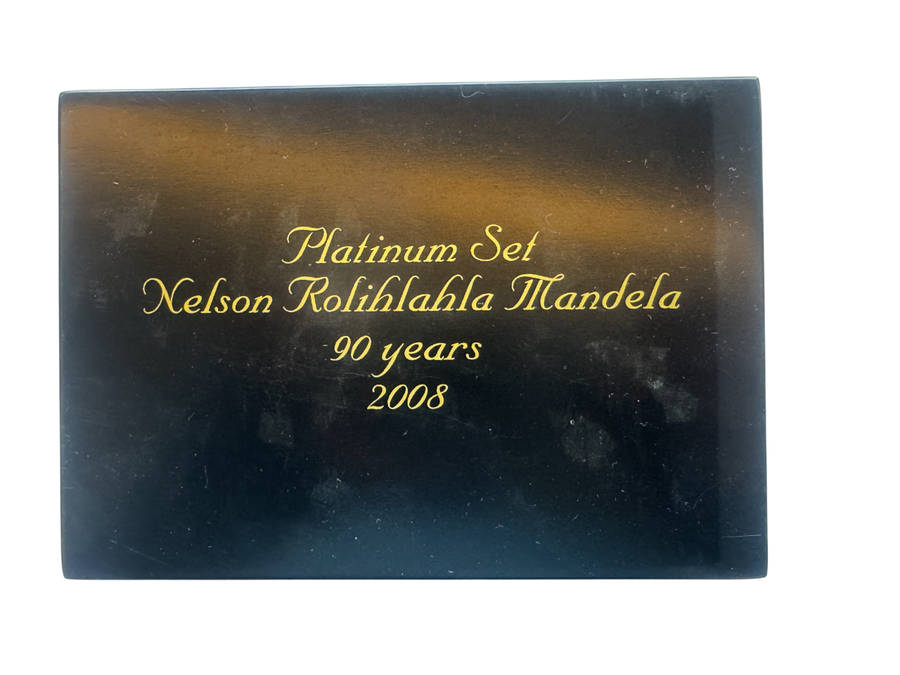 Platinum Set
Nelson Rolihlahla Mandela
90 years
2008